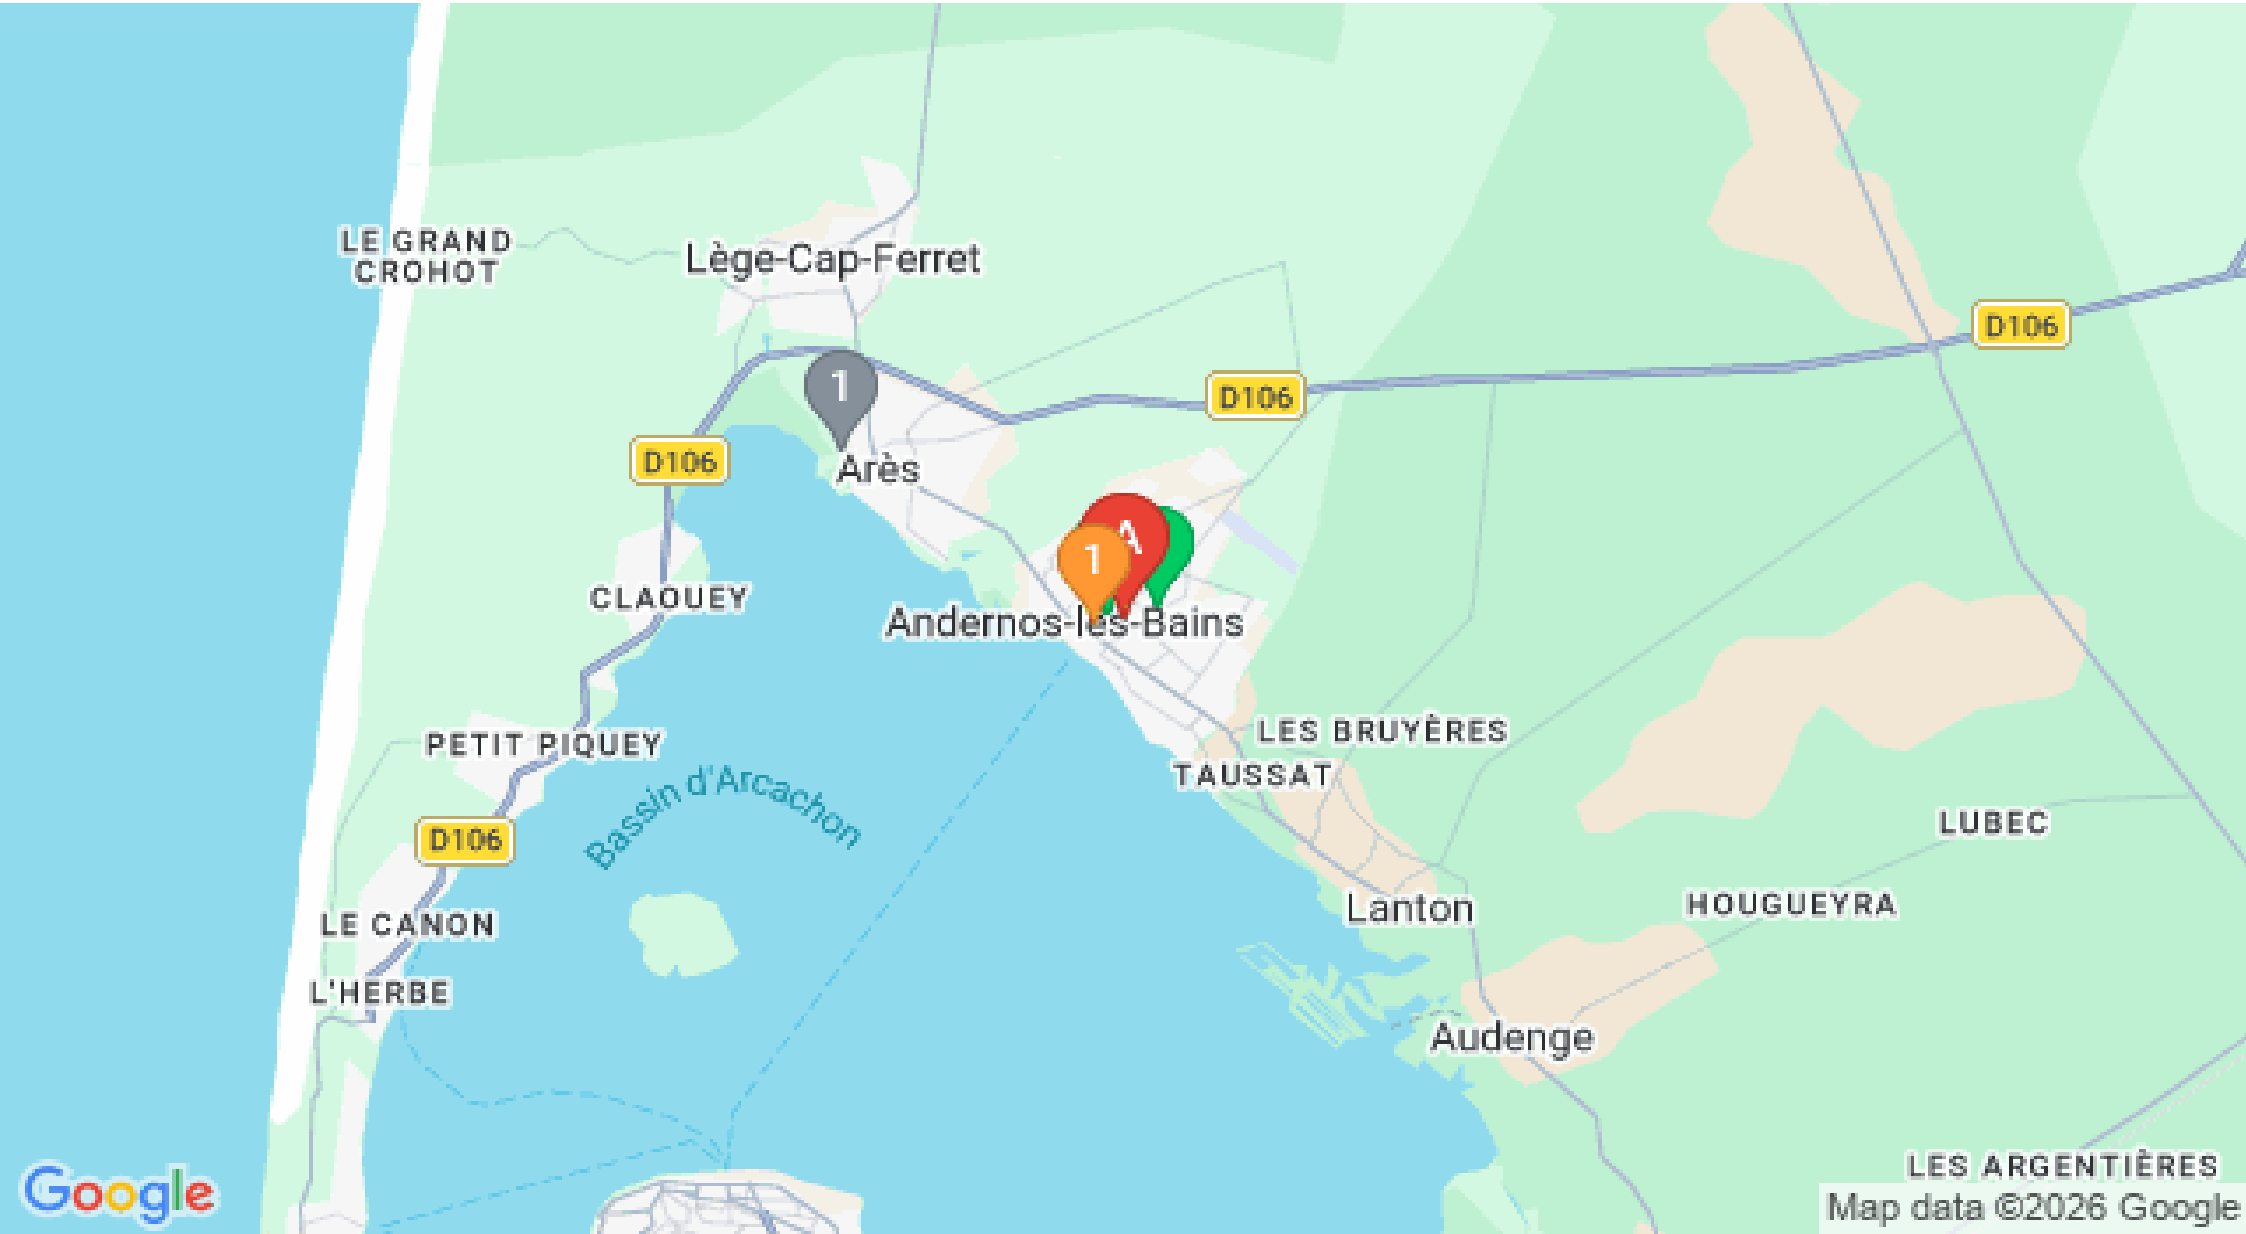 LE GRAND
CROHOT
Lège-Cap-Ferret
D106
D106
1
D106
Arès
A
1
CLAOUEY
Andernos-les-Bains
PETIT PIQUEY
LES BRUYÈRES
TAUSSAT
Bassin d'Arcachon
D106
LUBEC
LE CANON
Lanton
HOUGUEYRA
L'HERBE
Audenge
LES ARGENTIÈRES
Google
Map data ©2026 Google